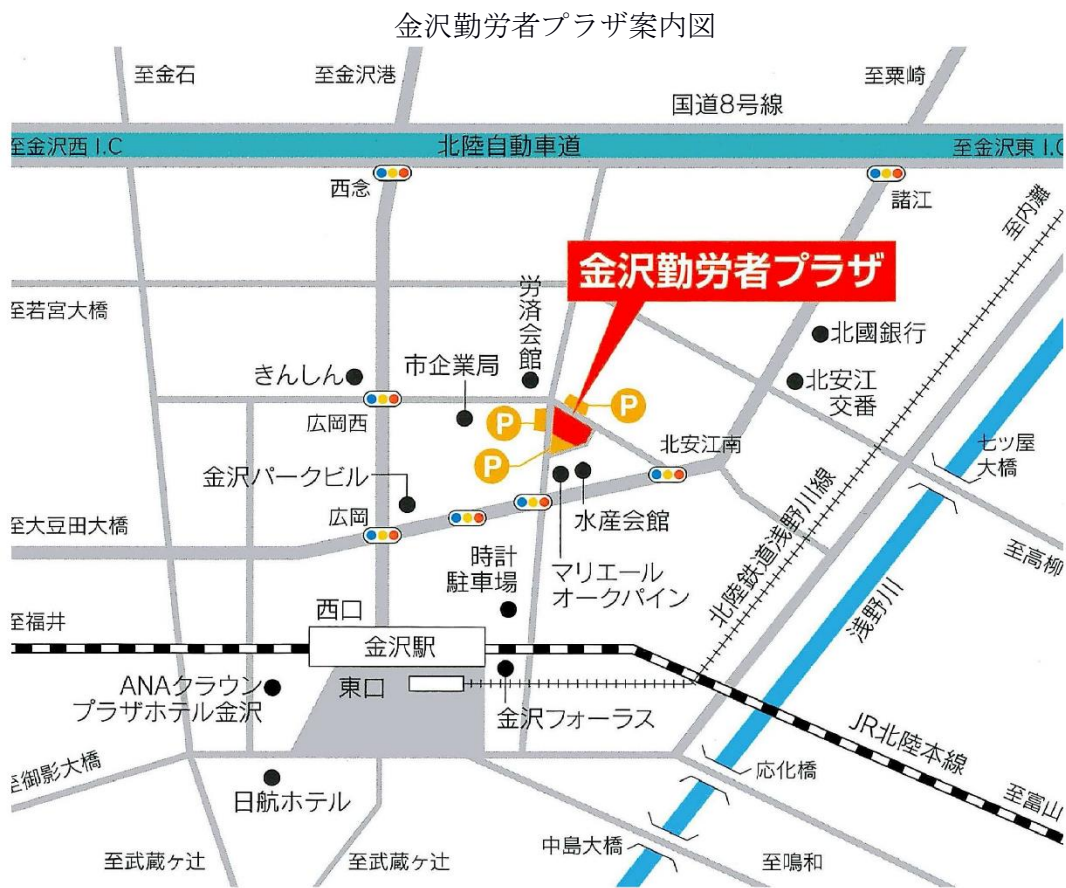 金沢勤労者プラザ案内図
至金石
至金沢港
至粟崎
国道8号線
至金沢西 I.C
北陸自動車道
至金沢東 I.C
西念
諸江
至内灘
金沢勤労者プラザ
労済会館
至若宮大橋
北國銀行
市企業局
きんしん
北安江
交番
広岡西
P
P
P
北安江南
七ツ屋
大橋
金沢パークビル
広岡
水産会館
至大豆田大橋
至高柳
時計
駐車場
マリエール
オークパイン
北陸鉄道浅野川線
浅野川
西口
至福井
金沢駅
東口
ANAクラウン
プラザホテル金沢
金沢フォーラス
JR北陸本線
至御影大橋
応化橋
日航ホテル
至富山
中島大橋
至武蔵ヶ辻
至武蔵ヶ辻
至鳴和